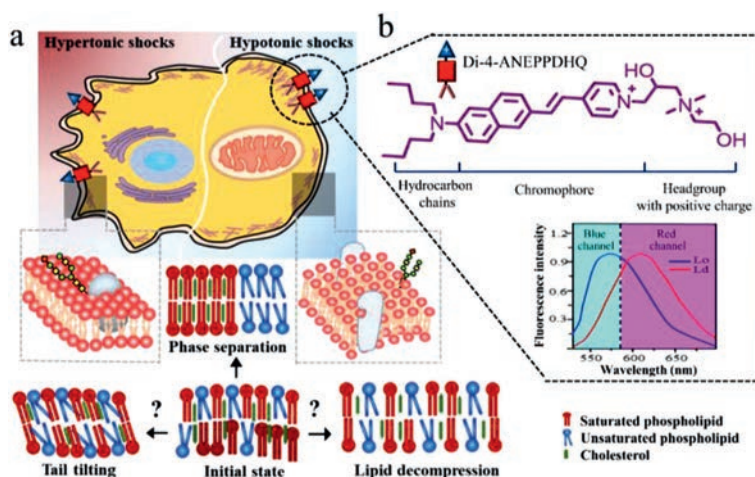 a
Hypertonic shocks
Hypotonic shocks
Phase separation
?
?
Tail tilting
Initial state
Lipid decompression
b
Di-4-ANEPPDHQ
N
N
+
HO
N
+
OH
Hydrocarbon
chains
Chromophore
Headgroup
with positive charge
Blue
channel
Red
channel
Lo
Ld
Fluorescence intensity
1.2
0.9
0.6
0.3
550
600
650
Wavelength (nm)
Saturated phospholipid
Unsaturated phospholipid
Cholesterol